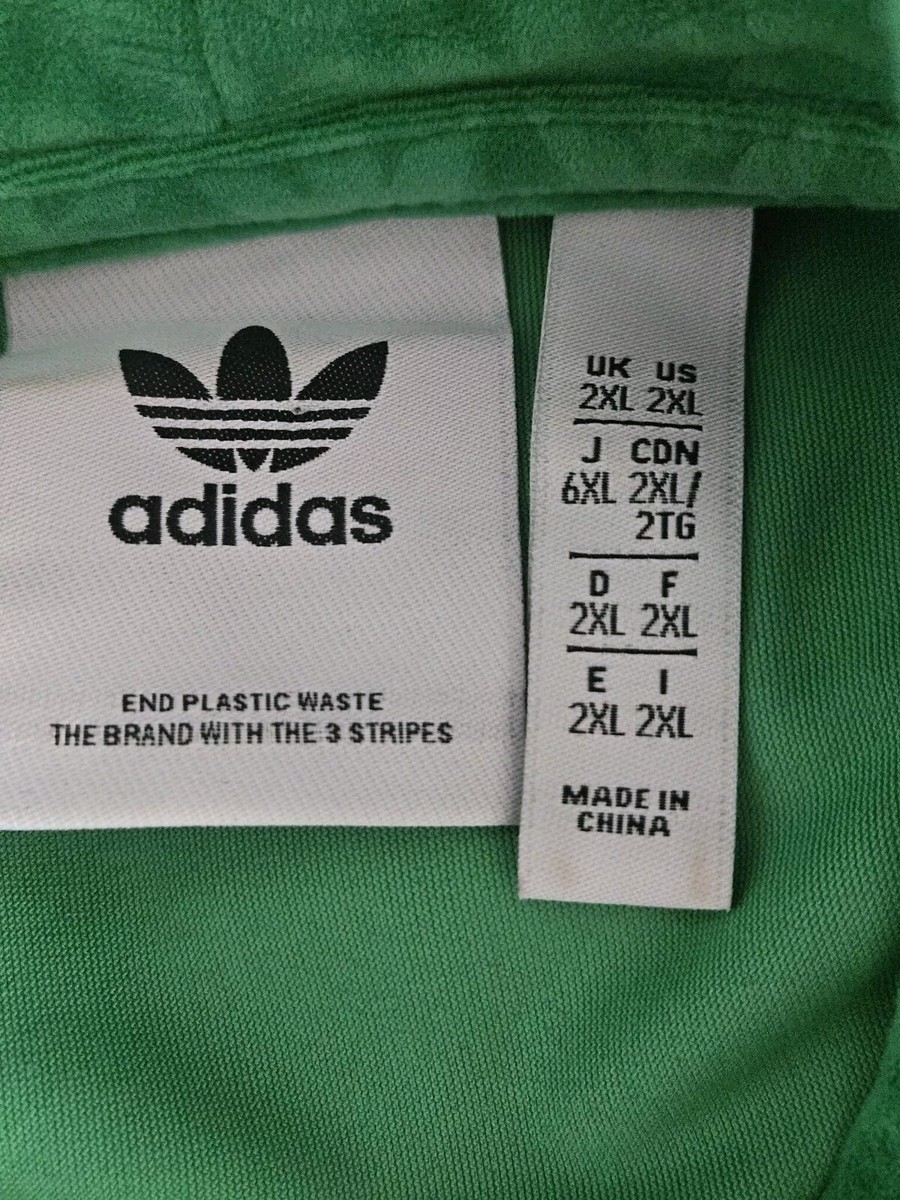 adidas
END PLASTIC WASTE
THE BRAND WITH THE 3 STRIPES
UK US
2XL 2XL
J CDN
6XL 2XL/
2TG
D F
2XL 2XL
E I
2XL 2XL
MADE IN
CHINA